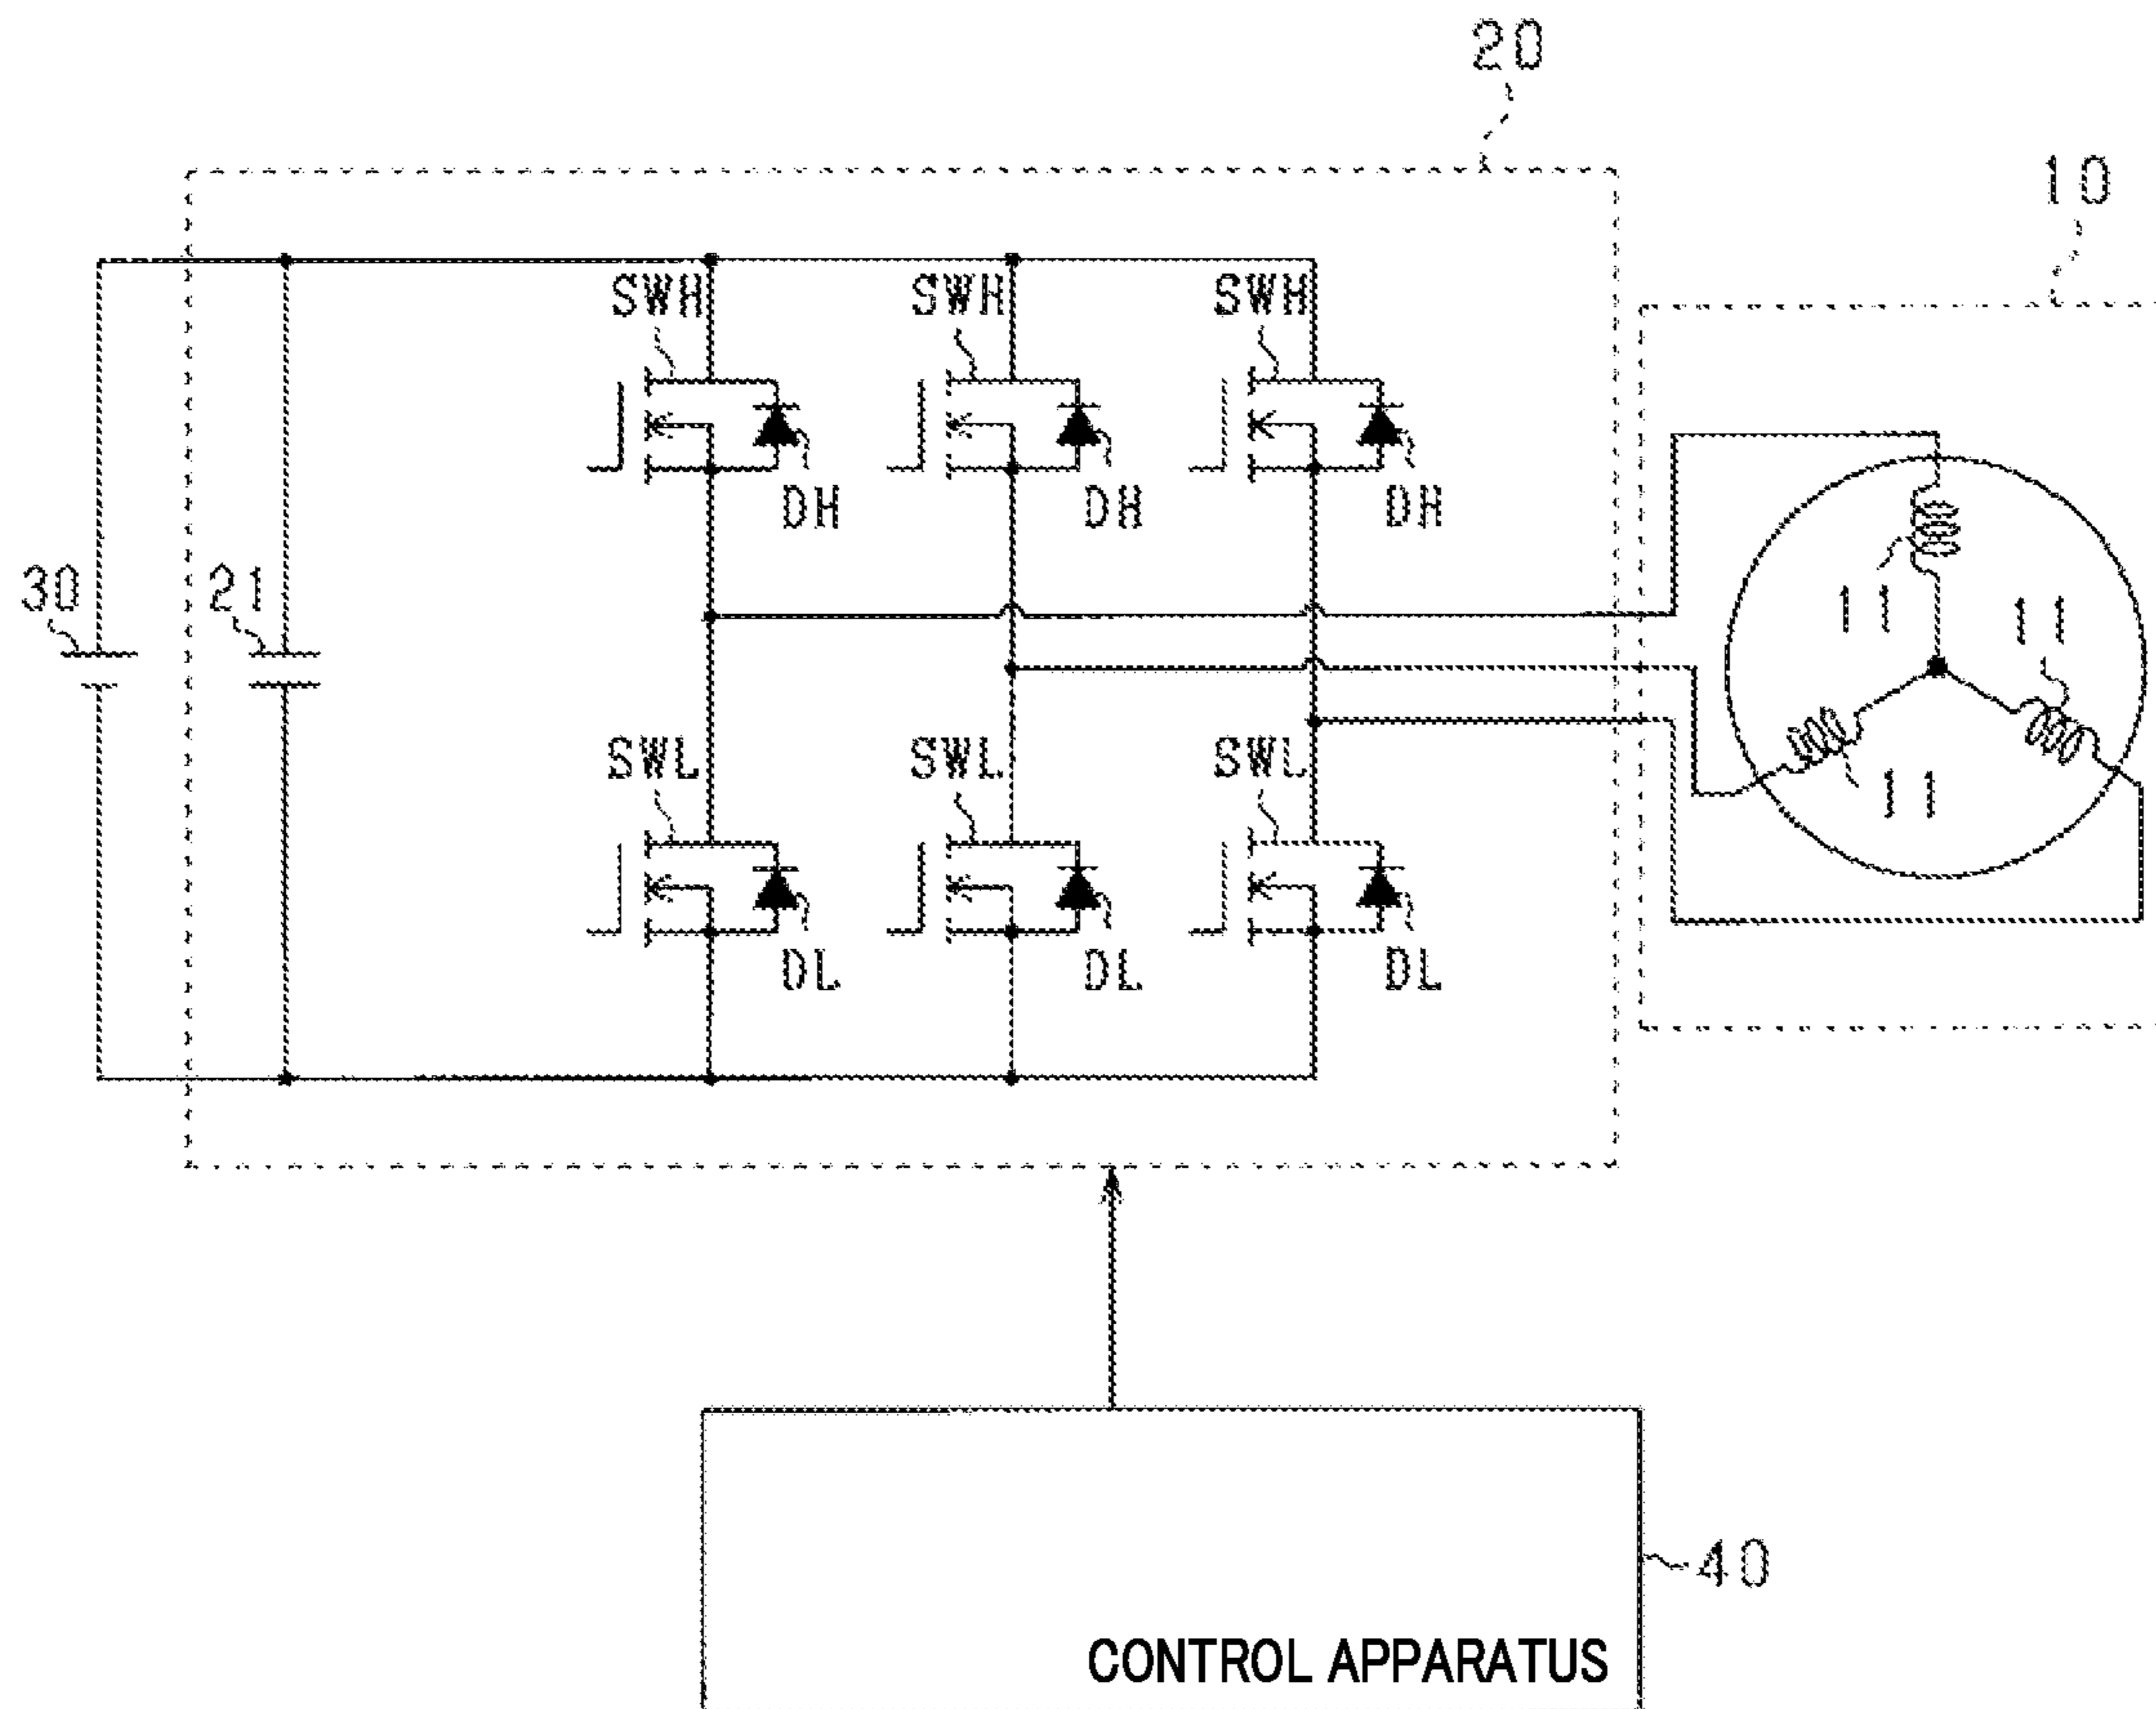 20
10
SWH SWH SWH
DH DH DH
30 21
11 11
SWL SWL SWL
11
DL DL DL
40
CONTROL APPARATUS